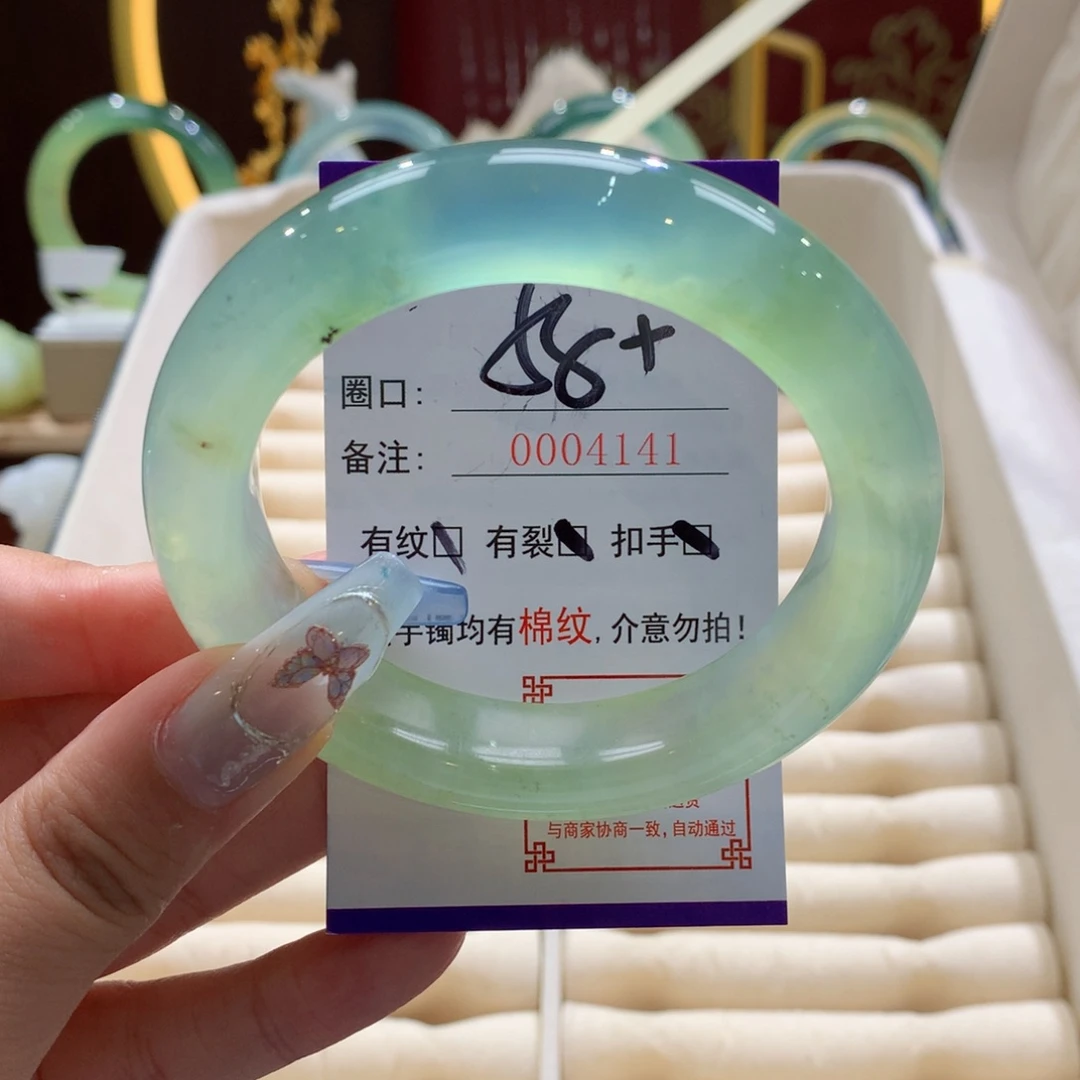 圈口: 58+
备注: 0004141
有纹□ 有裂□ 扣手□
手镯均有棉纹,介意勿拍!
与商家协商一致,自动通过